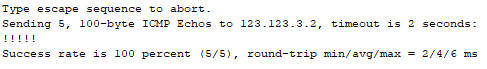 Type escape sequence to abort.
Sending 5, 100-byte ICMP Echos to 123.123.3.2, timeout is 2 seconds:
!!!!!
Success rate is 100 percent (5/5), round-trip min/avg/max = 2/4/6 ms